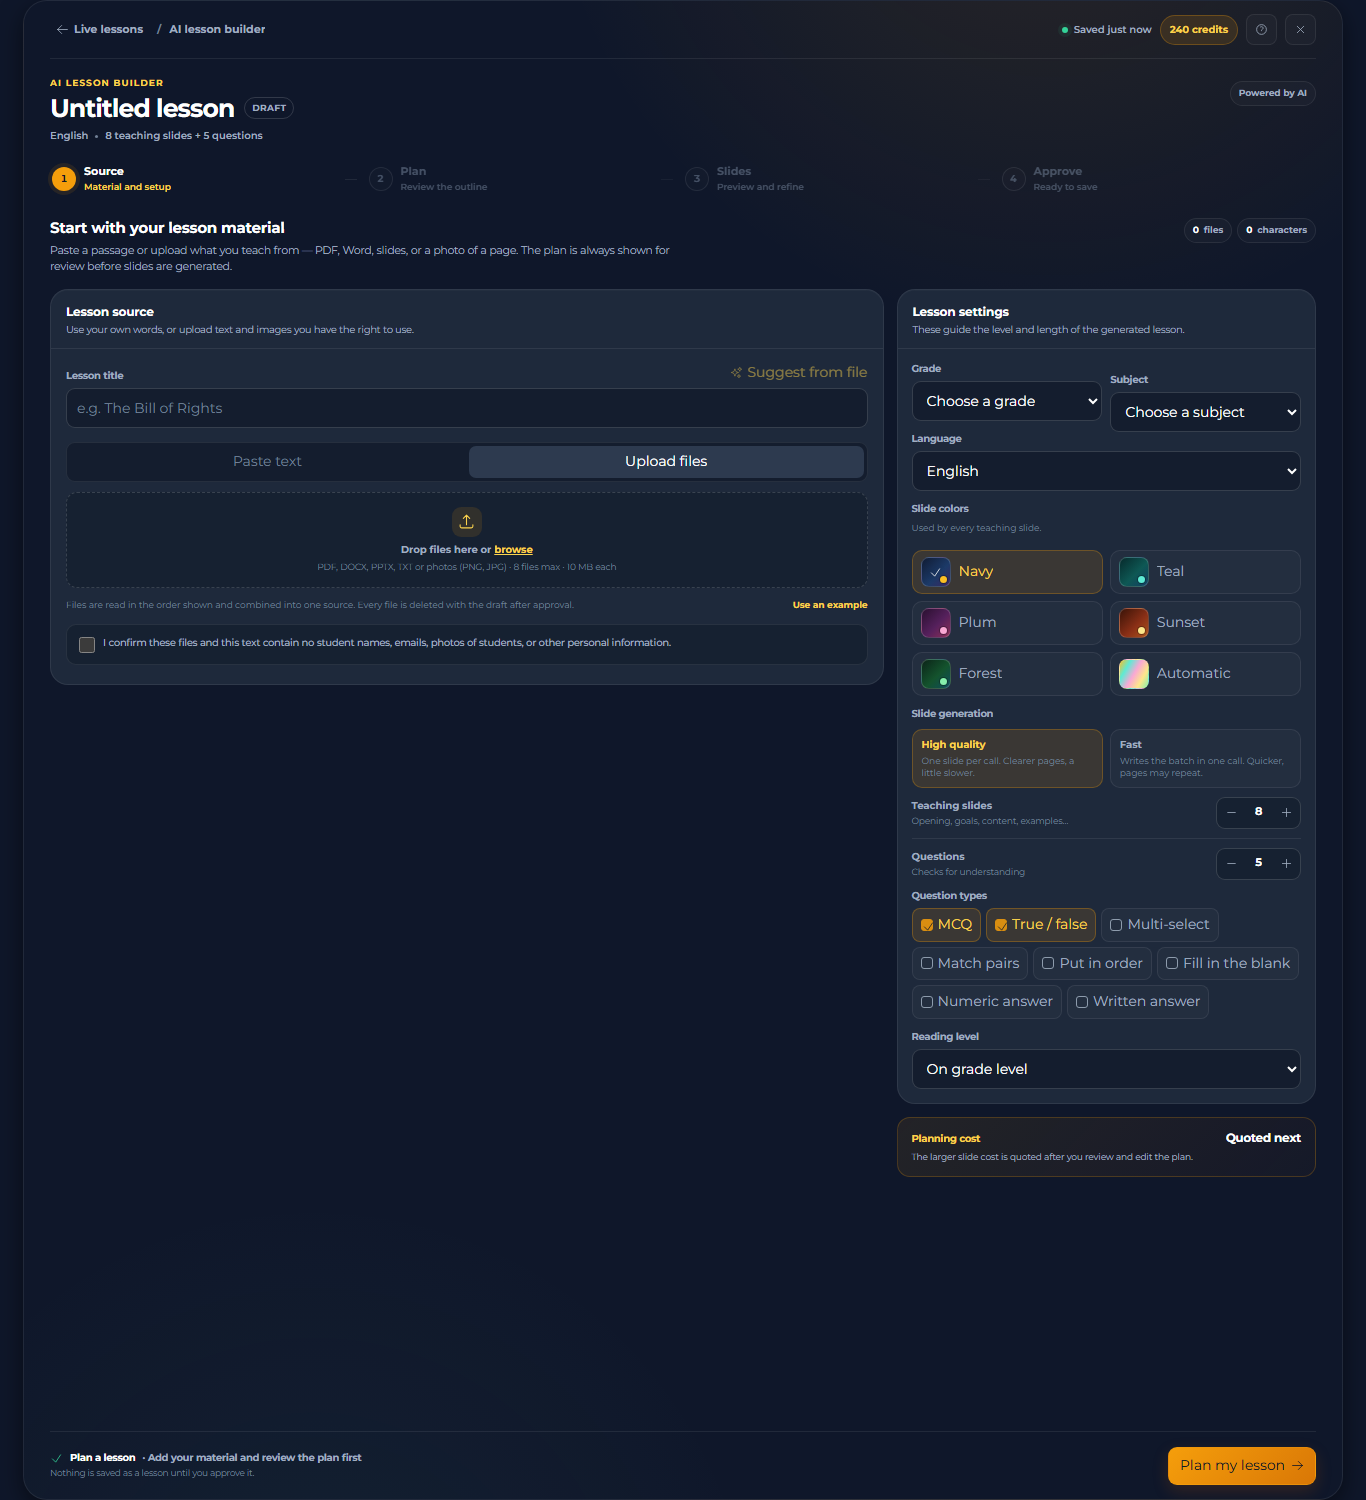 Live lessons / AI lesson builder
Saved just now
240 credits
AI LESSON BUILDER
Untitled lesson DRAFT
Powered by AI
English • 8 teaching slides + 5 questions
1 Source
Material and setup
2 Plan
Review the outline
3 Slides
Preview and refine
4 Approve
Ready to save
Start with your lesson material
0 files 0 characters
Paste a passage or upload what you teach from — PDF, Word, slides, or a photo of a page. The plan is always shown for
review before slides are generated.
Lesson source
Use your own words, or upload text and images you have the right to use.
Lesson title
Suggest from file
e.g. The Bill of Rights
Paste text
Upload files
Drop files here or browse
PDF, DOCX, PPTX, TXT or photos (PNG, JPG) · 8 files max · 10 MB each
Files are read in the order shown and combined into one source. Every file is deleted with the draft after approval.
Use an example
I confirm these files and this text contain no student names, emails, photos of students, or other personal information.
Lesson settings
These guide the level and length of the generated lesson.
Grade
Choose a grade
Subject
Choose a subject
Language
English
Slide colors
Used by every teaching slide.
Navy
Teal
Plum
Sunset
Forest
Automatic
Slide generation
High quality
One slide per call. Clearer pages, a
little slower.
Fast
Writes the batch in one call. Quicker,
pages may repeat.
Teaching slides
Opening, goals, content, examples…
− 8 +
Questions
Checks for understanding
− 5 +
Question types
MCQ
True / false
Multi-select
Match pairs
Put in order
Fill in the blank
Numeric answer
Written answer
Reading level
On grade level
Planning cost
Quoted next
The larger slide cost is quoted after you review and edit the plan.
Plan a lesson · Add your material and review the plan first
Nothing is saved as a lesson until you approve it.
Plan my lesson →